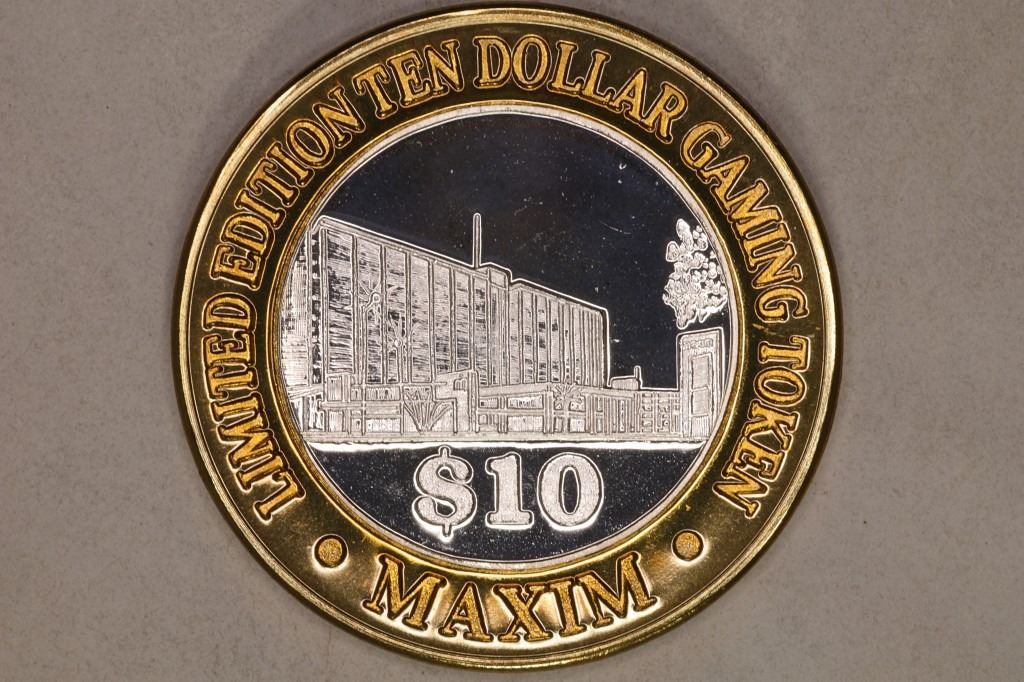 LIMITED EDITION TEN DOLLAR GAMING TOKEN
$10
MAXIM